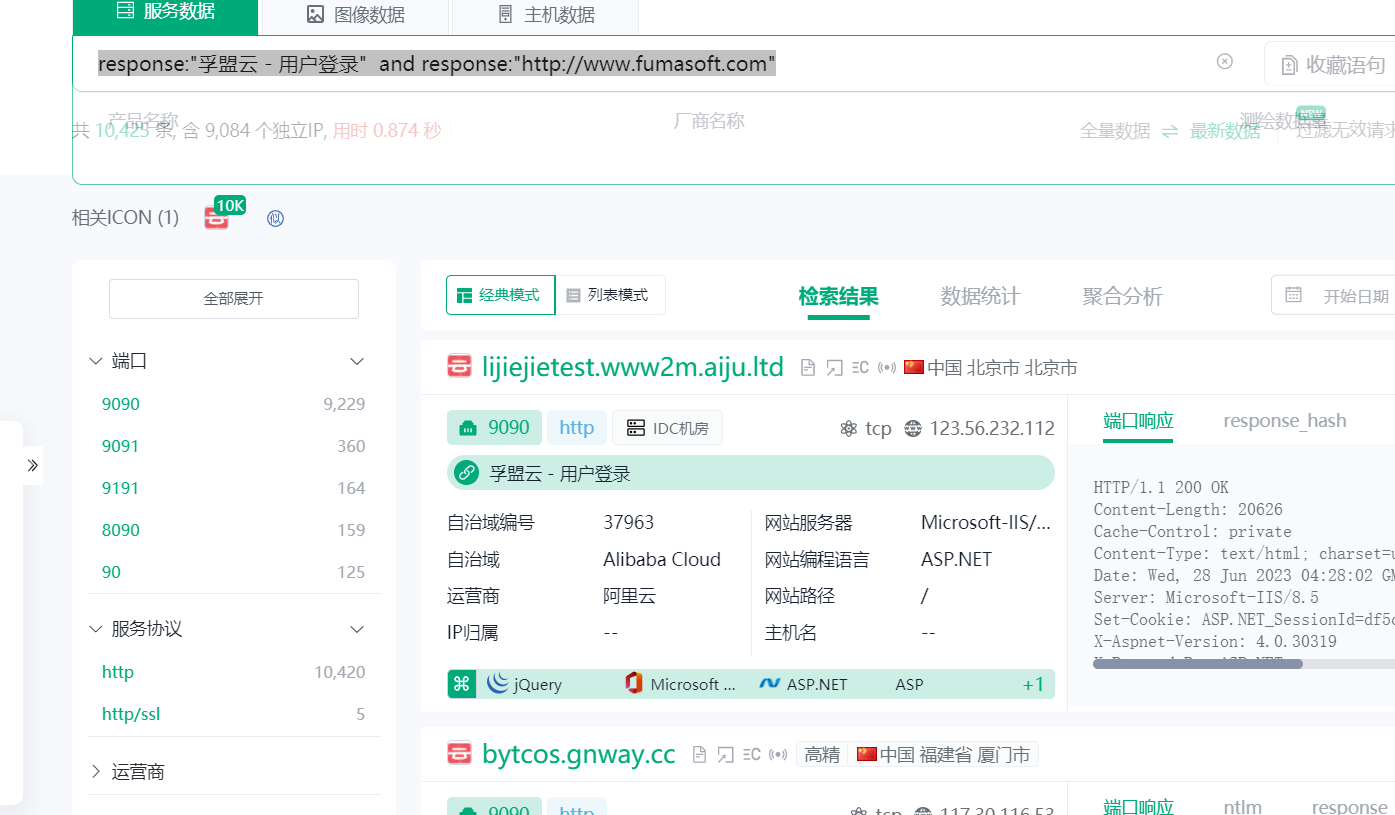 服务数据 图像数据 主机数据
response:"孚盟云 - 用户登录" and response:"http://www.fumasoft.com" 收藏语句
产品名称 厂商名称 测绘数据量 NEW
共 10,425 条, 含 9,084 个独立IP, 用时 0.874 秒 全量数据 最新数据 过滤无效请求
相关ICON (1) 10K
全部展开 经典模式 列表模式 检索结果 数据统计 聚合分析 开始日期
端口
9090 9,229
9091 360
9191 164
8090 159
90 125
服务协议
http 10,420
http/ssl 5
运营商
lijiejietest.www2m.aiju.ltd ΞC 中国 北京市 北京市
9090 http IDC机房 tcp 123.56.232.112
孚盟云 - 用户登录
自治域编号 37963 网站服务器 Microsoft-IIS/...
自治域 Alibaba Cloud 网站编程语言 ASP.NET
运营商 阿里云 网站路径 /
IP归属 -- 主机名 --
jQuery Microsoft ... ASP.NET ASP +1
端口响应 response_hash
HTTP/1.1 200 OK
Content-Length: 20626
Cache-Control: private
Content-Type: text/html; charset=u
Date: Wed, 28 Jun 2023 04:28:02 GM
Server: Microsoft-IIS/8.5
Set-Cookie: ASP.NET_SessionId=df5c
X-Aspnet-Version: 4.0.30319
bytcos.gnway.cc ΞC 高精 中国 福建省 厦门市
9090 http tcp 117.30.116.53
端口响应 ntlm response